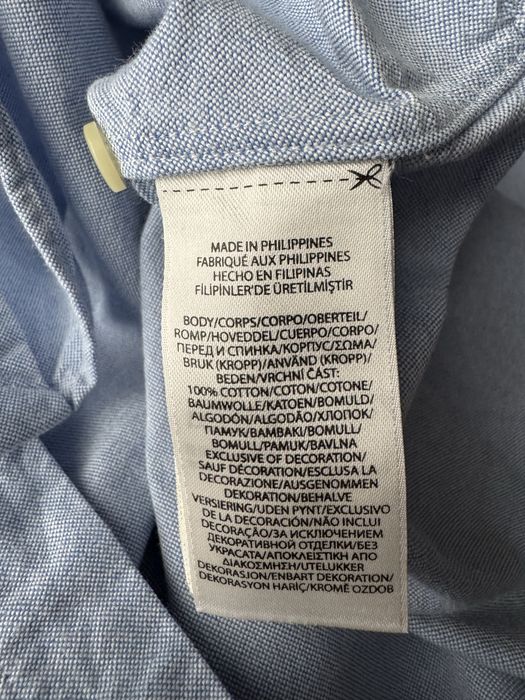 MADE IN PHILIPPINES
FABRIQUÉ AUX PHILIPPINES
HECHO EN FILIPINAS
FİLİPİNLER'DE ÜRETİLMİŞTİR
BODY/CORPS/CORPO/OBERTEIL/
ROMP/HOVEDDEL/CUERPO/CORPO/
ПЕРЕД И СПИНКА/КОРПУС/ΣΩΜΑ/
BRUK (KROPP)/ANVÄND (KROPP)/
BEDEN/VRCHNÍ ČÁST:
100% COTTON/COTON/COTONE/
BAUMWOLLE/KATOEN/BOMULD/
ALGODÓN/ALGODÃO/ХЛОПОК/
ПАМУК/ΒΑΜΒΑΚΙ/BOMULL/
BOMULL/PAMUK/BAVLNA
EXCLUSIVE OF DECORATION/
SAUF DÉCORATION/ESCLUSA LA
DECORAZIONE/AUSGENOMMEN
DEKORATION/BEHALVE
VERSIERING/UDEN PYNT/EXCLUSIVO
DE LA DECORACIÓN/NÃO INCLUI
DECORAÇÃO/ЗА ИСКЛЮЧЕНИЕМ
ДЕКОРАТИВНОЙ ОТДЕЛКИ/БЕЗ
УКРАСАТА/ΑΠΟΚΛΕΙΣΤΙΚΗ ΑΠΟ
ΔΙΑΚΟΣΜΗΣΗ/UTELUKKER
DEKORASJON/ENBART DEKORATION/
DEKORASYON HARİÇ/KROMĚ OZDOB